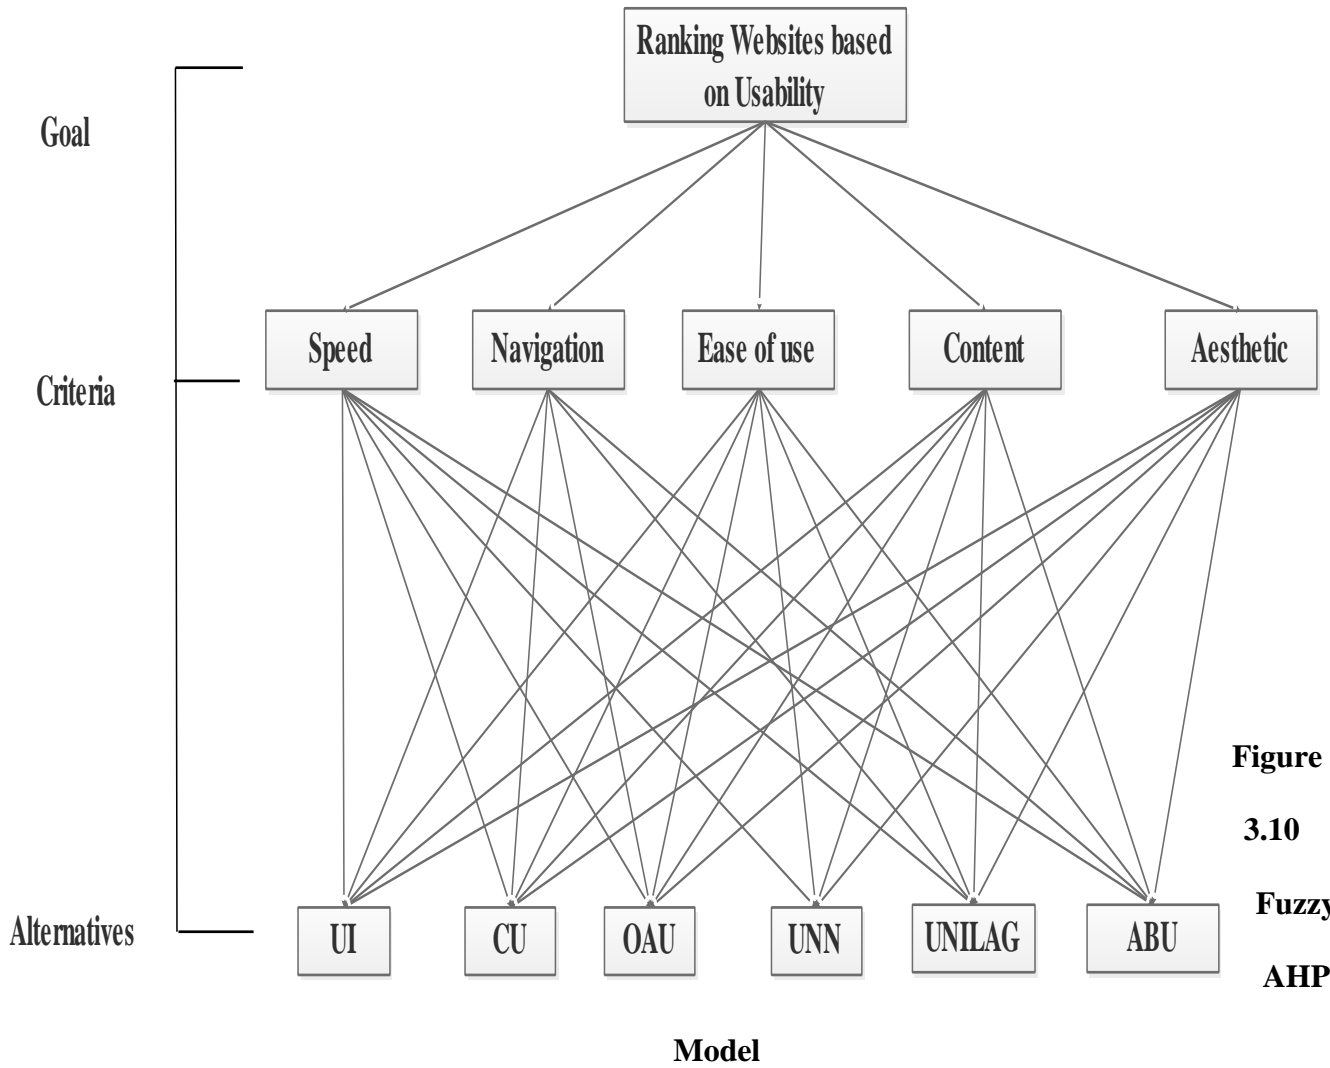 Ranking Websites based
on Usability
Goal
Speed
Navigation
Ease of use
Content
Aesthetic
Criteria
Figure
3.10
Fuzzy
AHP
Alternatives
UI
CU
OAU
UNN
UNILAG
ABU
Model